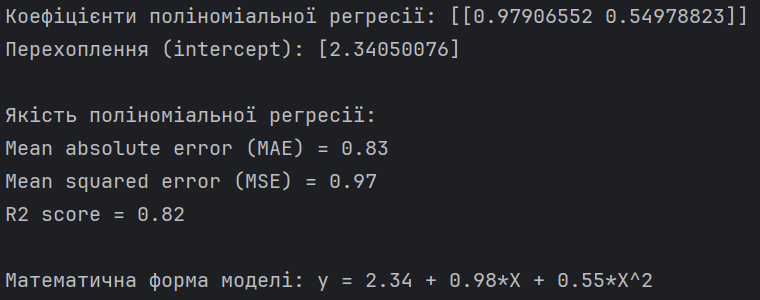 Коефіцієнти поліноміальної регресії: [[0.97906552 0.54978823]]
Перехоплення (intercept): [2.34050076]
Якість поліноміальної регресії:
Mean absolute error (MAE) = 0.83
Mean squared error (MSE) = 0.97
R2 score = 0.82
Математична форма моделі: y = 2.34 + 0.98*X + 0.55*X^2